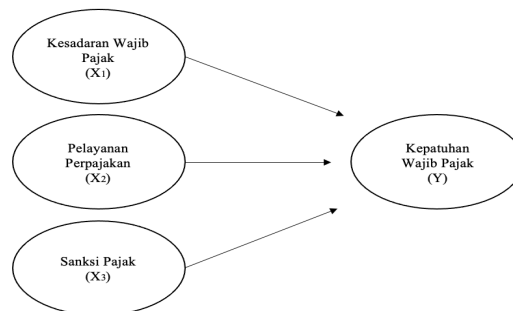 Kesadaran Wajib
Pajak
(X1)
Pelayanan
Perpajakan
(X2)
Sanksi Pajak
(X3)
Kepatuhan
Wajib Pajak
(Y)